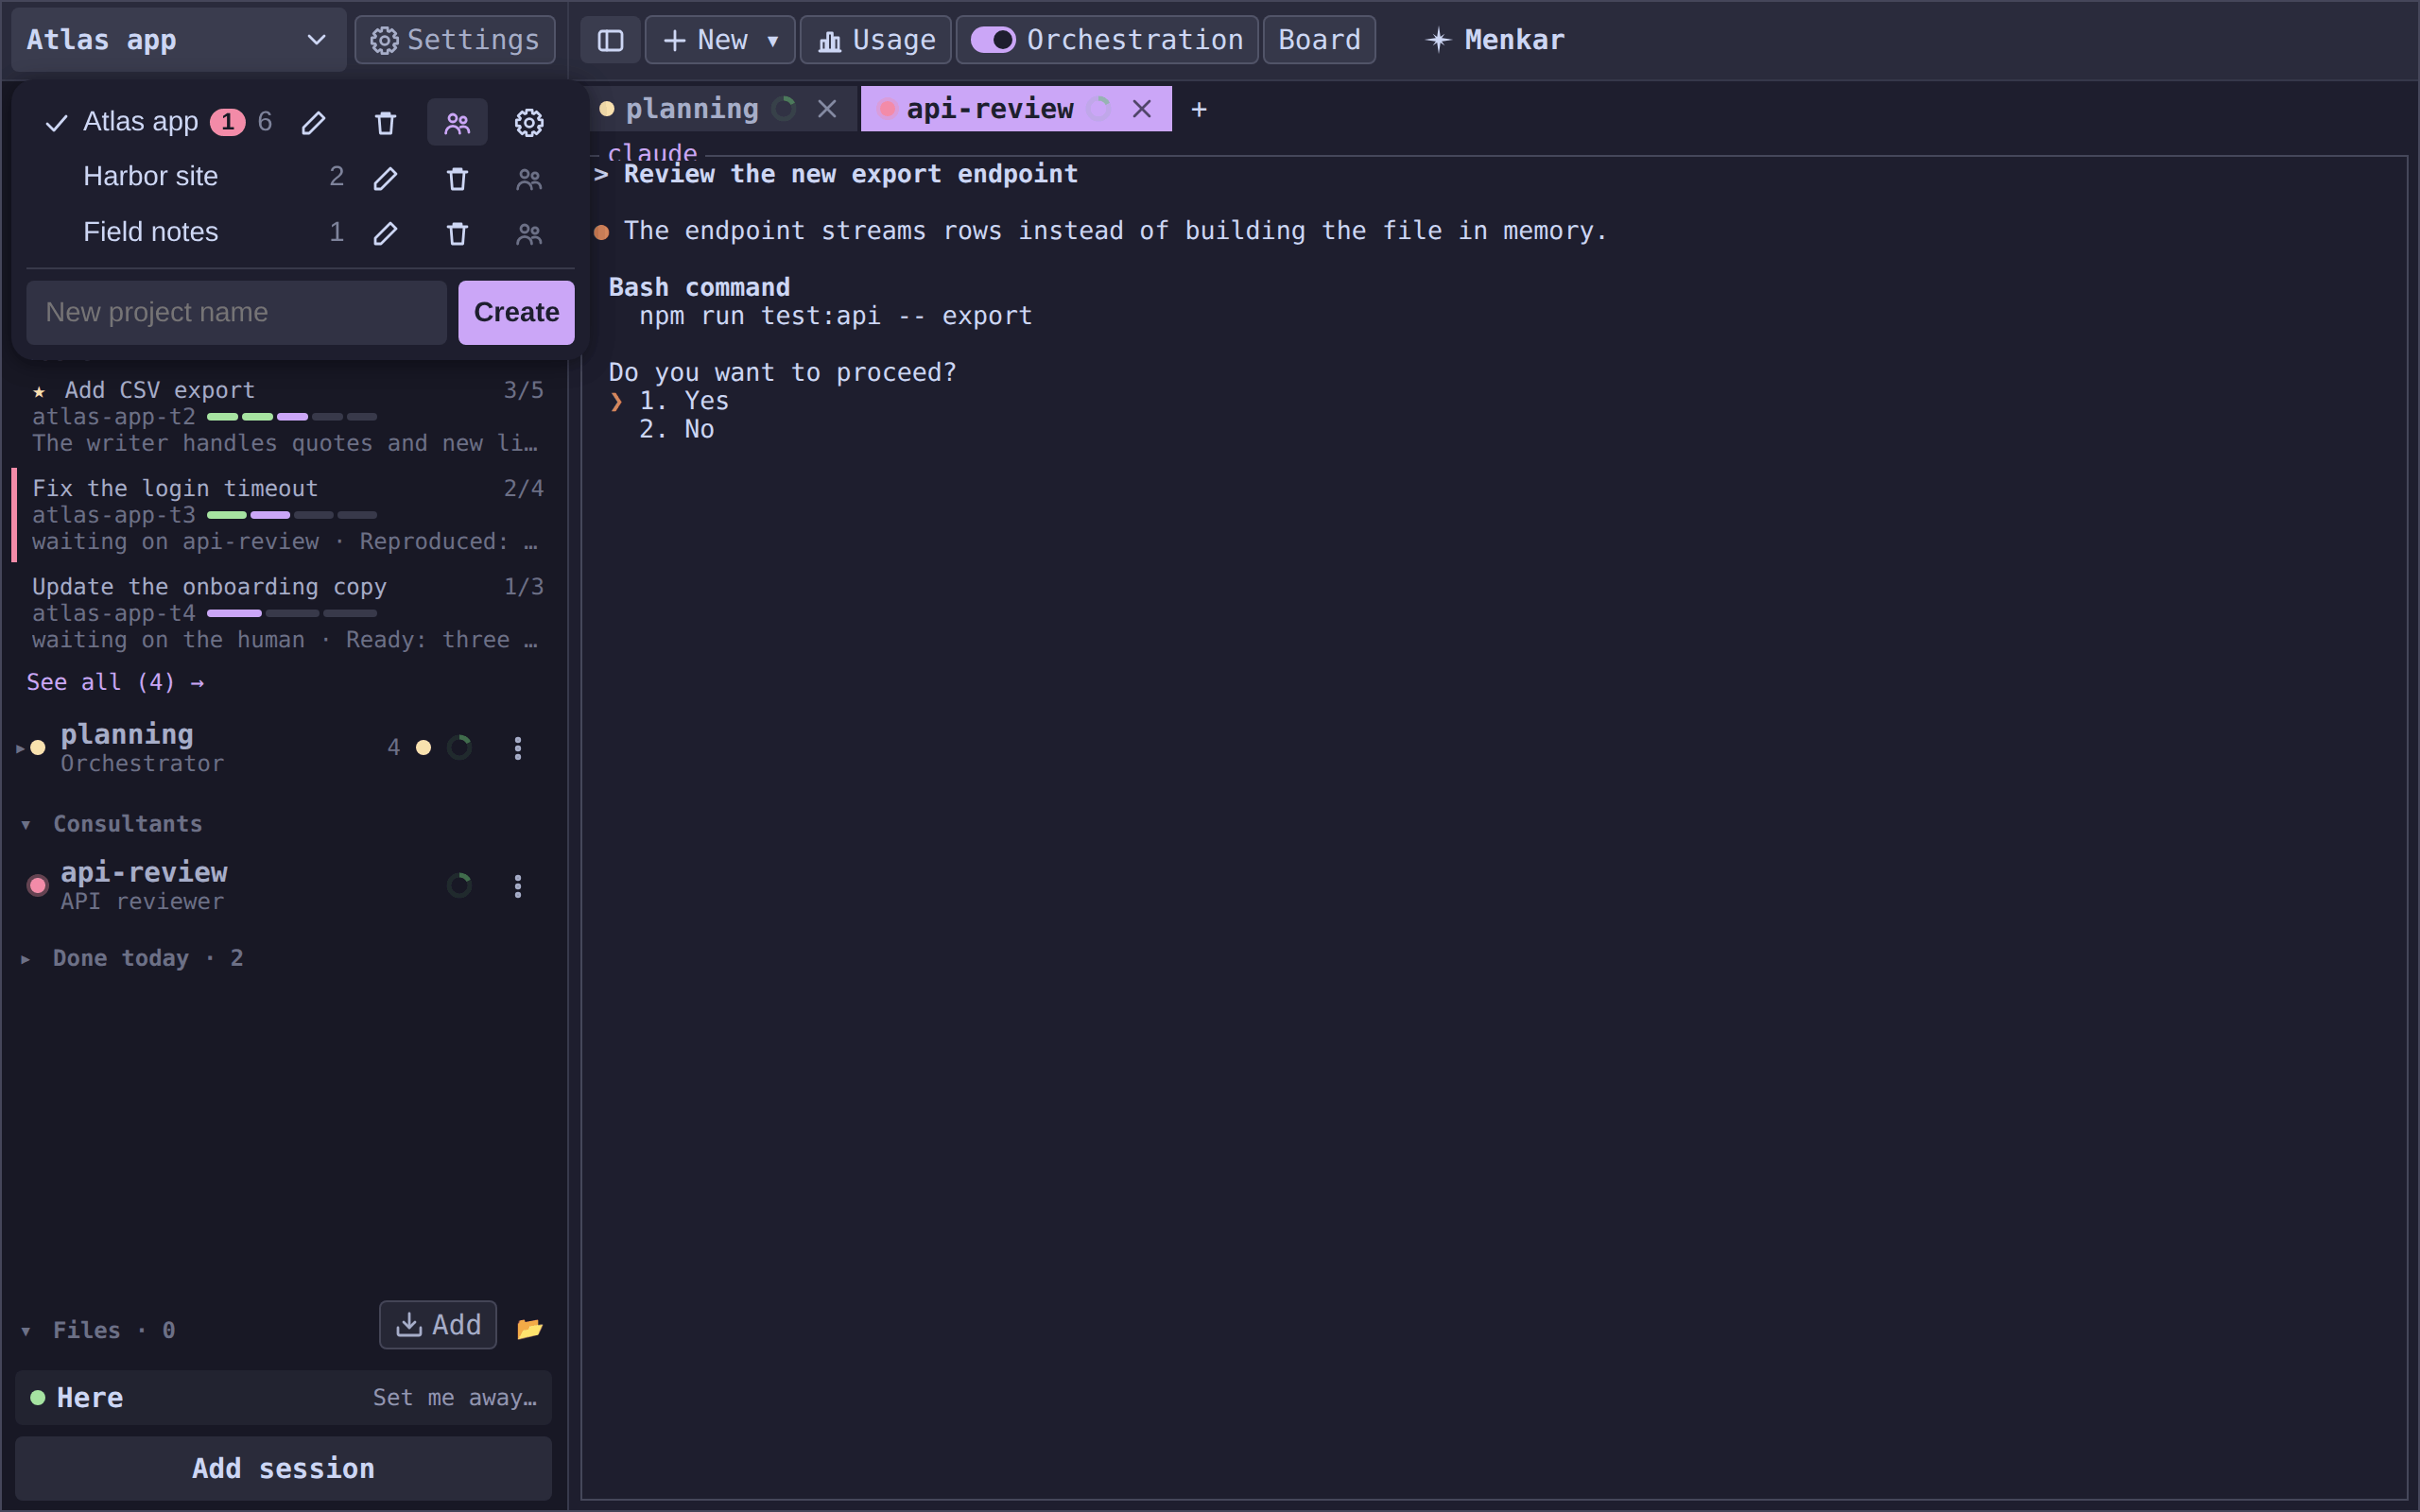 Atlas app
Settings
New ▾
Usage
Orchestration
Board
Menkar
Atlas app 1 6
Harbor site 2
Field notes 1
New project name
Create
planning
api-review
+
claude
> Review the new export endpoint
● The endpoint streams rows instead of building the file in memory.
Bash command
npm run test:api -- export
Do you want to proceed?
❯ 1. Yes
2. No
★ Add CSV export 3/5
atlas-app-t2
The writer handles quotes and new li…
Fix the login timeout 2/4
atlas-app-t3
waiting on api-review · Reproduced: …
Update the onboarding copy 1/3
atlas-app-t4
waiting on the human · Ready: three …
See all (4) →
▸ planning 4
Orchestrator
▾ Consultants
api-review
API reviewer
▸ Done today · 2
▾ Files · 0
Add
Here
Set me away…
Add session